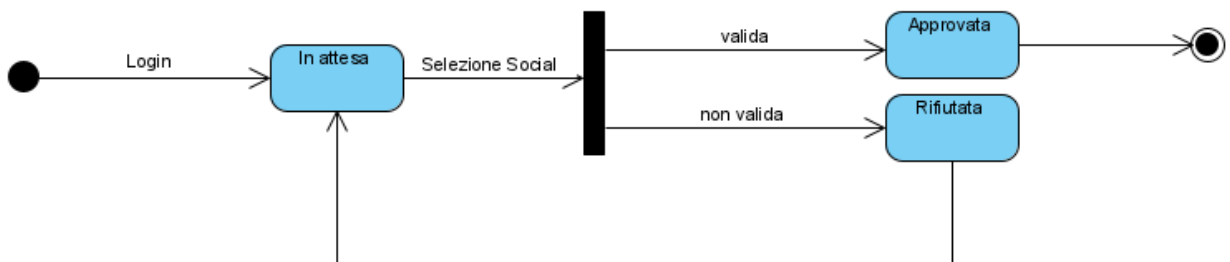 Login
In attesa
Selezione Social
valida
Approvata
non valida
Rifiutata